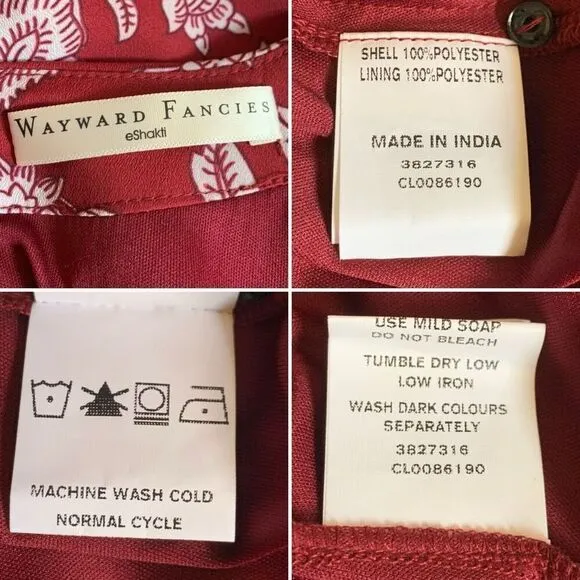 WAYWARD FANCIES
eShakti
SHELL 100%POLYESTER
LINING 100%POLYESTER
MADE IN INDIA
3827316
CL0086190
MACHINE WASH COLD
NORMAL CYCLE
USE MILD SOAP
DO NOT BLEACH
TUMBLE DRY LOW
LOW IRON
WASH DARK COLOURS
SEPARATELY
3827316
CL0086190